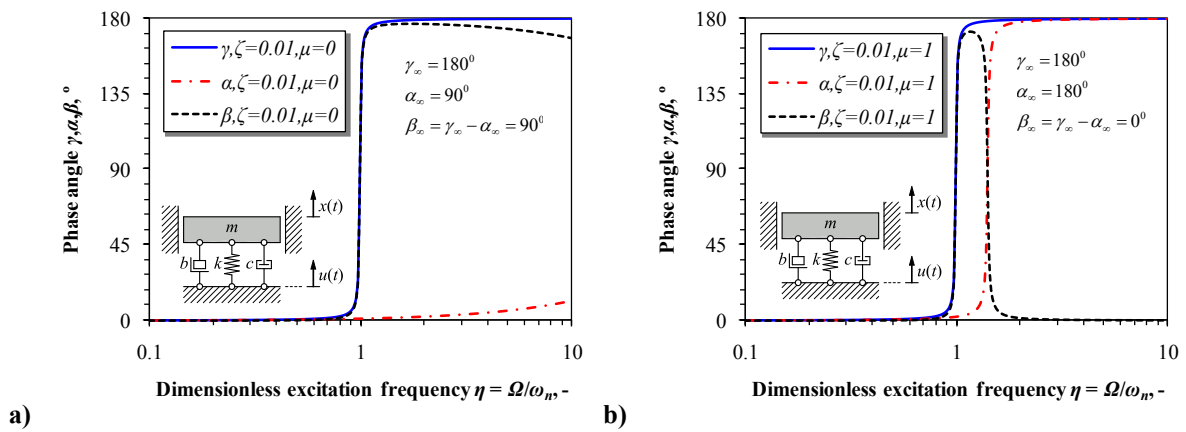 Phase angle γ,α,β, °
180
135
90
45
0
γ,ζ=0.01,μ=0
α,ζ=0.01,μ=0
β,ζ=0.01,μ=0
γ∞ = 180⁰
α∞ = 90⁰
β∞ = γ∞ − α∞ = 90⁰
x(t)
m
b
k
c
u(t)
0.1
1
10
Dimensionless excitation frequency η = Ω/ωn, -
a)
Phase angle γ,α,β, °
180
135
90
45
0
γ,ζ=0.01,μ=1
α,ζ=0.01,μ=1
β,ζ=0.01,μ=1
γ∞ = 180⁰
α∞ = 180⁰
β∞ = γ∞ − α∞ = 0⁰
x(t)
m
b
k
c
u(t)
0.1
1
10
Dimensionless excitation frequency η = Ω/ωn, -
b)